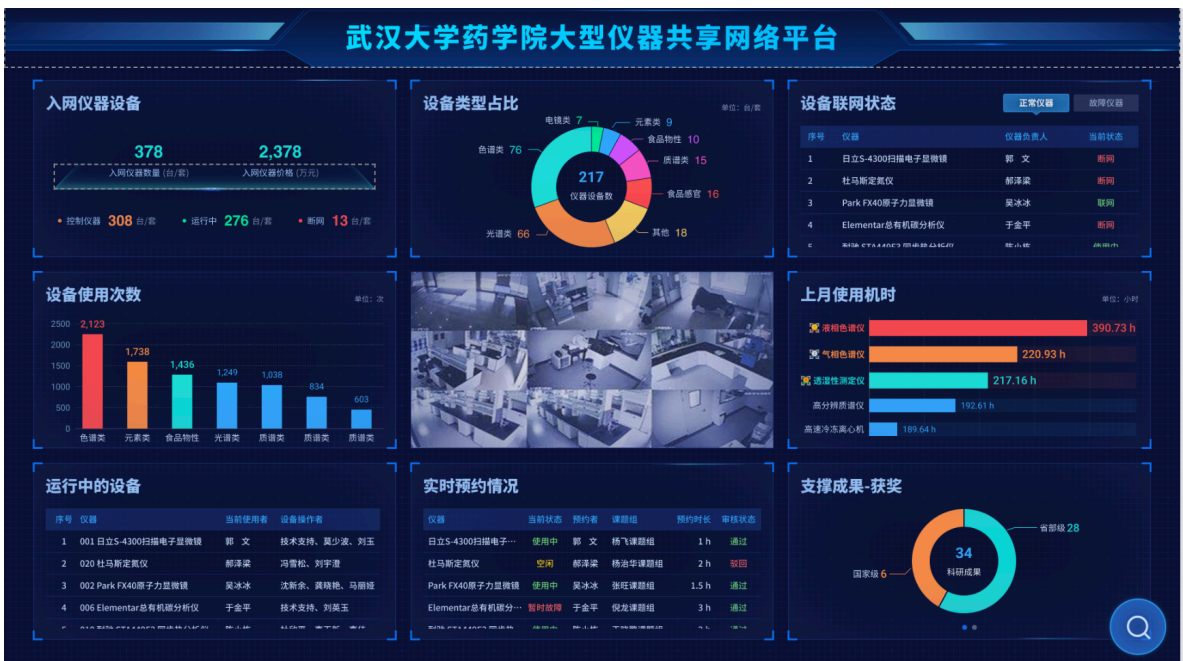 武汉大学药学院大型仪器共享网络平台
入网仪器设备
378 2,378
入网仪器数量 (台/套) 入网仪器价格 (万元)
控制仪器 308 台/套 运行中 276 台/套 断网 13 台/套
设备类型占比
单位：台/套
电镜类 7
元素类 9
食品物性 10
色谱类 76
质谱类 15
217
仪器设备数
食品感官 16
光谱类 66
其他 18
设备联网状态
正常仪器 故障仪器
序号 仪器 仪器负责人 当前状态
1 日立S-4300扫描电子显微镜 郭 文 断网
2 杜马斯定氮仪 郝泽梁 断网
3 Park FX40原子力显微镜 吴冰冰 联网
4 Elementar总有机碳分析仪 于金平 断网
设备使用次数
单位：次
2500
2000
1500
1000
500
0
2,123
1,738
1,436
1,249
1,038
834
603
色谱类 元素类 食品物性 光谱类 质谱类 质谱类 质谱类
上月使用机时
单位：小时
液相色谱仪 390.73 h
气相色谱仪 220.93 h
透湿性测定仪 217.16 h
高分辨质谱仪 192.61 h
高速冷冻离心机 189.64 h
运行中的设备
序号 仪器 当前使用者 设备操作者
1 001 日立S-4300扫描电子显微镜 郭 文 技术支持、莫少波、刘玉
2 020 杜马斯定氮仪 郝泽梁 冯雪松、刘宇澄
3 002 Park FX40原子力显微镜 吴冰冰 沈新余、龚晓艳、马丽娅
4 006 Elementar总有机碳分析仪 于金平 技术支持、刘英玉
实时预约情况
仪器 当前状态 预约者 课题组 预约时长 审核状态
日立S-4300扫描电子… 使用中 郭 文 杨飞课题组 1 h 通过
杜马斯定氮仪 空闲 郝泽梁 杨治华课题组 2 h 驳回
Park FX40原子力显微镜 使用中 吴冰冰 张旺课题组 1.5 h 通过
Elementar总有机碳分… 暂时故障 于金平 倪龙课题组 3 h 通过
支撑成果-获奖
省部级 28
34
科研成果
国家级 6